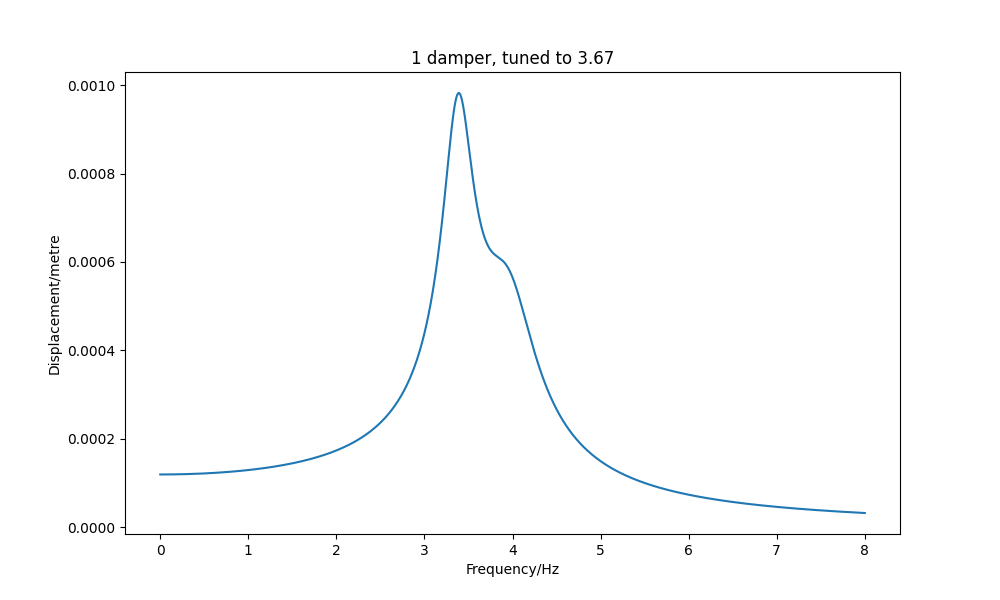 1 damper, tuned to 3.67
0.0010
0.0008
0.0006
0.0004
0.0002
0.0000
Displacement/metre
0 1 2 3 4 5 6 7 8
Frequency/Hz